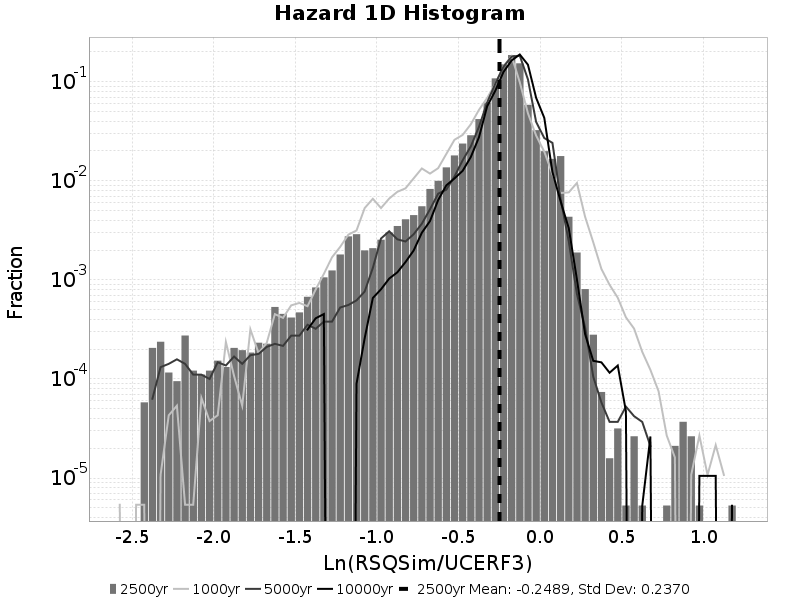 Hazard 1D Histogram
Fraction
10-1
10-2
10-3
10-4
10-5
-2.5 -2.0 -1.5 -1.0 -0.5 0.0 0.5 1.0
Ln(RSQSim/UCERF3)
2500yr 1000yr 5000yr 10000yr 2500yr Mean: -0.2489, Std Dev: 0.2370